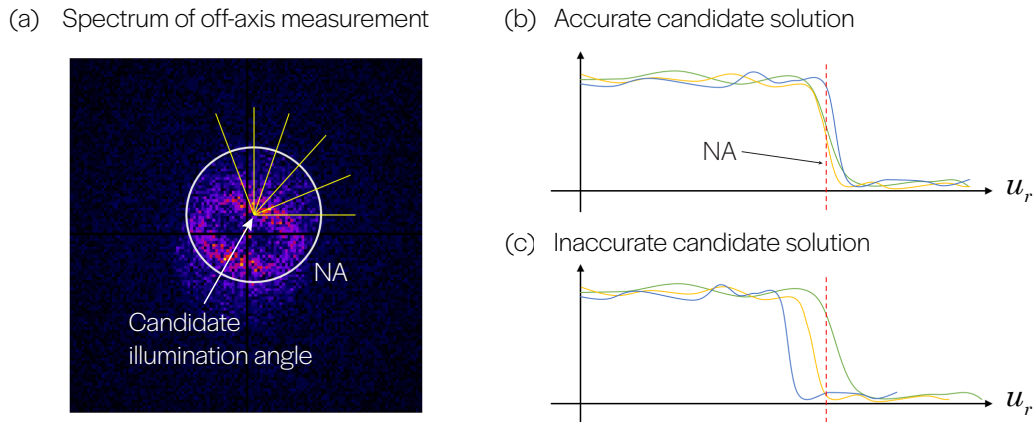 (a) Spectrum of off-axis measurement
NA
Candidate
illumination angle
(b) Accurate candidate solution
NA
u_r
(c) Inaccurate candidate solution
u_r